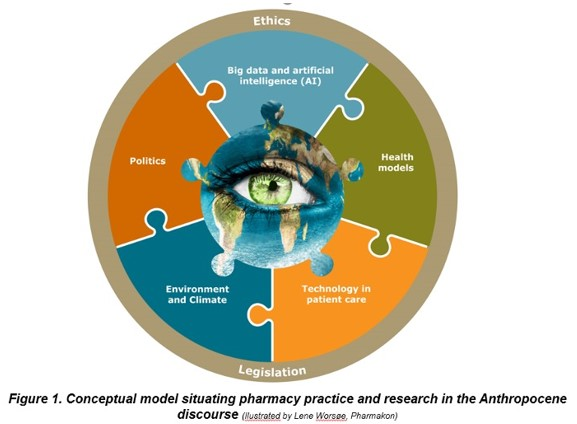 Ethics
Big data and artificial
intelligence (AI)
Politics
Health
models
Environment
and Climate
Technology in
patient care
Legislation
Figure 1. Conceptual model situating pharmacy practice and research in the Anthropocene
discourse (ilustrated by Lene Worsøe, Pharmakon)